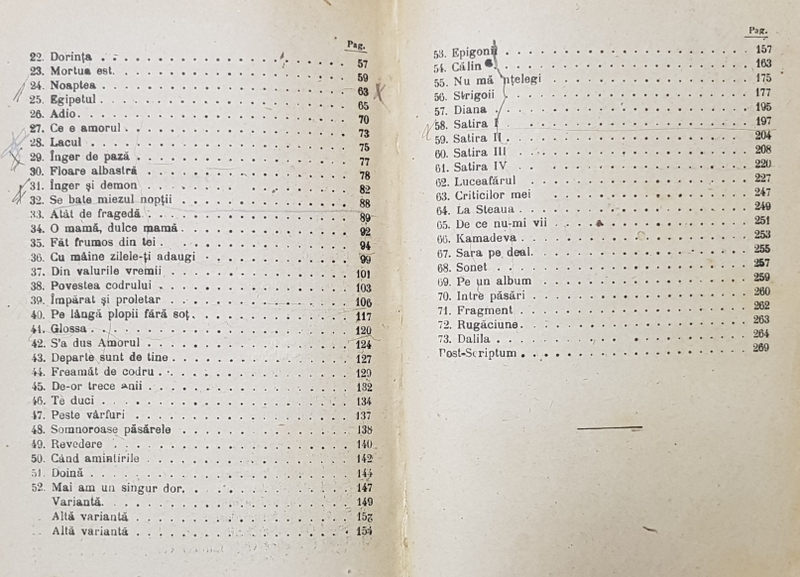 Pag.
22. Dorința . . . . . . . . . . . . . . . . 57
23. Mortua est. . . . . . . . . . . . . . . . 59
24. Noaptea . . . . . . . . . . . . . . . . 63
25. Egipetul . . . . . . . . . . . . . . . . 65
26. Adio . . . . . . . . . . . . . . . . 70
27. Ce e amorul . . . . . . . . . . . . . . . . 73
28. Lacul . . . . . . . . . . . . . . . . 75
29. Înger de pază . . . . . . . . . . . . . . . . 77
30. Floare albastră . . . . . . . . . . . . . . . . 78
31. Înger și demon . . . . . . . . . . . . . . . . 82
32. Se bate miezul nopții . . . . . . . . . . . . . . . . 88
33. Atât de fragedă . . . . . . . . . . . . . . . . 89
34. O mamă, dulce mamă . . . . . . . . . . . . . . . . 92
35. Făt frumos din tei . . . . . . . . . . . . . . . . 94
36. Cu mâine zilele-ți adaugi . . . . . . . . . . . . . . . . 99
37. Din valurile vremii . . . . . . . . . . . . . . . . 101
38. Povestea codrului . . . . . . . . . . . . . . . . 103
39. Împărat și proletar . . . . . . . . . . . . . . . . 106
40. Pe lângă plopii fără soț. . . . . . . . . . . . . . . . 117
41. Glossa . . . . . . . . . . . . . . . . 120
42. S'a dus Amorul . . . . . . . . . . . . . . . . 124
43. Departe sunt de tine . . . . . . . . . . . . . . . . 127
44. Freamăt de codru . . . . . . . . . . . . . . . . 129
45. De-or trece anii . . . . . . . . . . . . . . . . 132
46. Te duci . . . . . . . . . . . . . . . . 134
47. Peste vârfuri . . . . . . . . . . . . . . . . 137
48. Somnoroase păsărele . . . . . . . . . . . . . . . . 138
49. Revedere . . . . . . . . . . . . . . . . 140
50. Când amintirile . . . . . . . . . . . . . . . . 142
51. Doină . . . . . . . . . . . . . . . . 144
52. Mai am un singur dor. . . . . . . . . . . . . . . . 147
Variantă. . . . . . . . . . . . . . . . 149
Altă variantă . . . . . . . . . . . . . . . . 153
Altă variantă . . . . . . . . . . . . . . . . 154
Pag.
53. Epigonii . . . . . . . . . . . . . . . . 157
54. Călin . . . . . . . . . . . . . . . . 163
55. Nu mă ințelegi . . . . . . . . . . . . . . . . 175
56. Strigoii . . . . . . . . . . . . . . . . 177
57. Diana . . . . . . . . . . . . . . . . 195
58. Satira I . . . . . . . . . . . . . . . . 197
59. Satira II . . . . . . . . . . . . . . . . 204
60. Satira III . . . . . . . . . . . . . . . . 208
61. Satira IV . . . . . . . . . . . . . . . . 220
62. Luceafărul . . . . . . . . . . . . . . . . 227
63. Criticilor mei . . . . . . . . . . . . . . . . 247
64. La Steaua . . . . . . . . . . . . . . . . 249
65. De ce nu-mi vii . . . . . . . . . . . . . . . . 251
66. Kamadeva . . . . . . . . . . . . . . . . 253
67. Sara pe deal. . . . . . . . . . . . . . . . 255
68. Sonet . . . . . . . . . . . . . . . . 257
69. Pe un album . . . . . . . . . . . . . . . . 259
70. Intre păsări . . . . . . . . . . . . . . . . 260
71. Fragment . . . . . . . . . . . . . . . . 262
72. Rugăciune. . . . . . . . . . . . . . . . 263
73. Dalila . . . . . . . . . . . . . . . . 264
Post-Scriptum . . . . . . . . . . . . . . . . 269